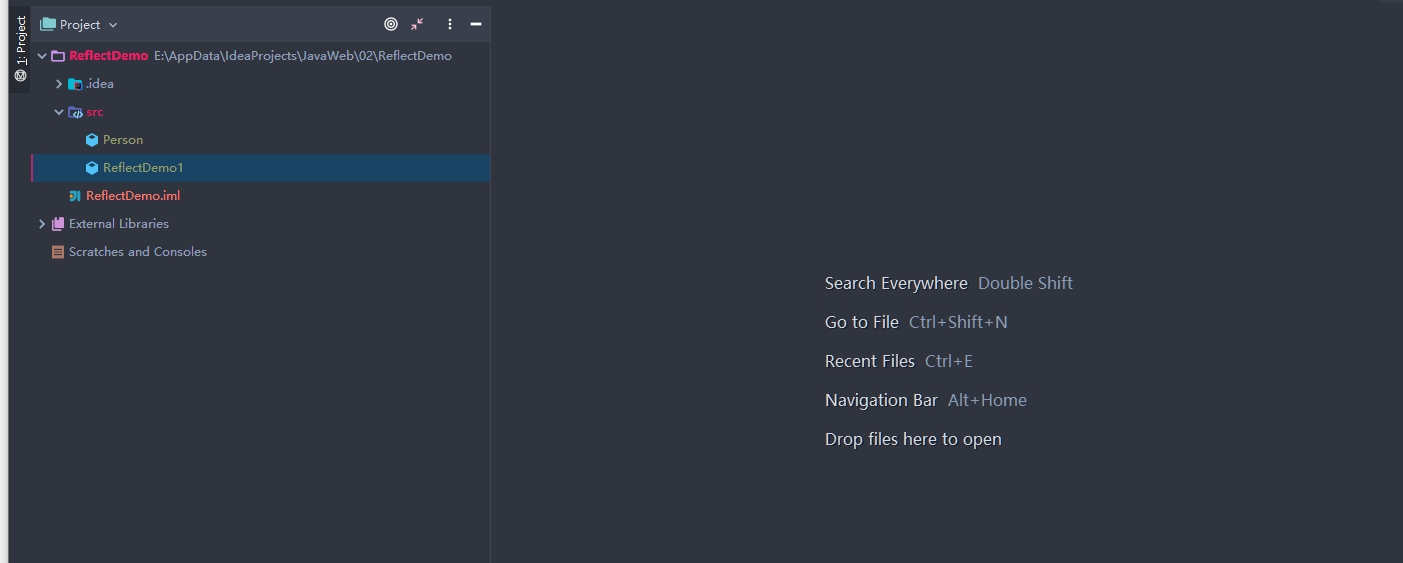 1: Project
Project
ReflectDemo E:\AppData\IdeaProjects\JavaWeb\02\ReflectDemo
.idea
src
Person
ReflectDemo1
ReflectDemo.iml
External Libraries
Scratches and Consoles
Search Everywhere Double Shift
Go to File Ctrl+Shift+N
Recent Files Ctrl+E
Navigation Bar Alt+Home
Drop files here to open